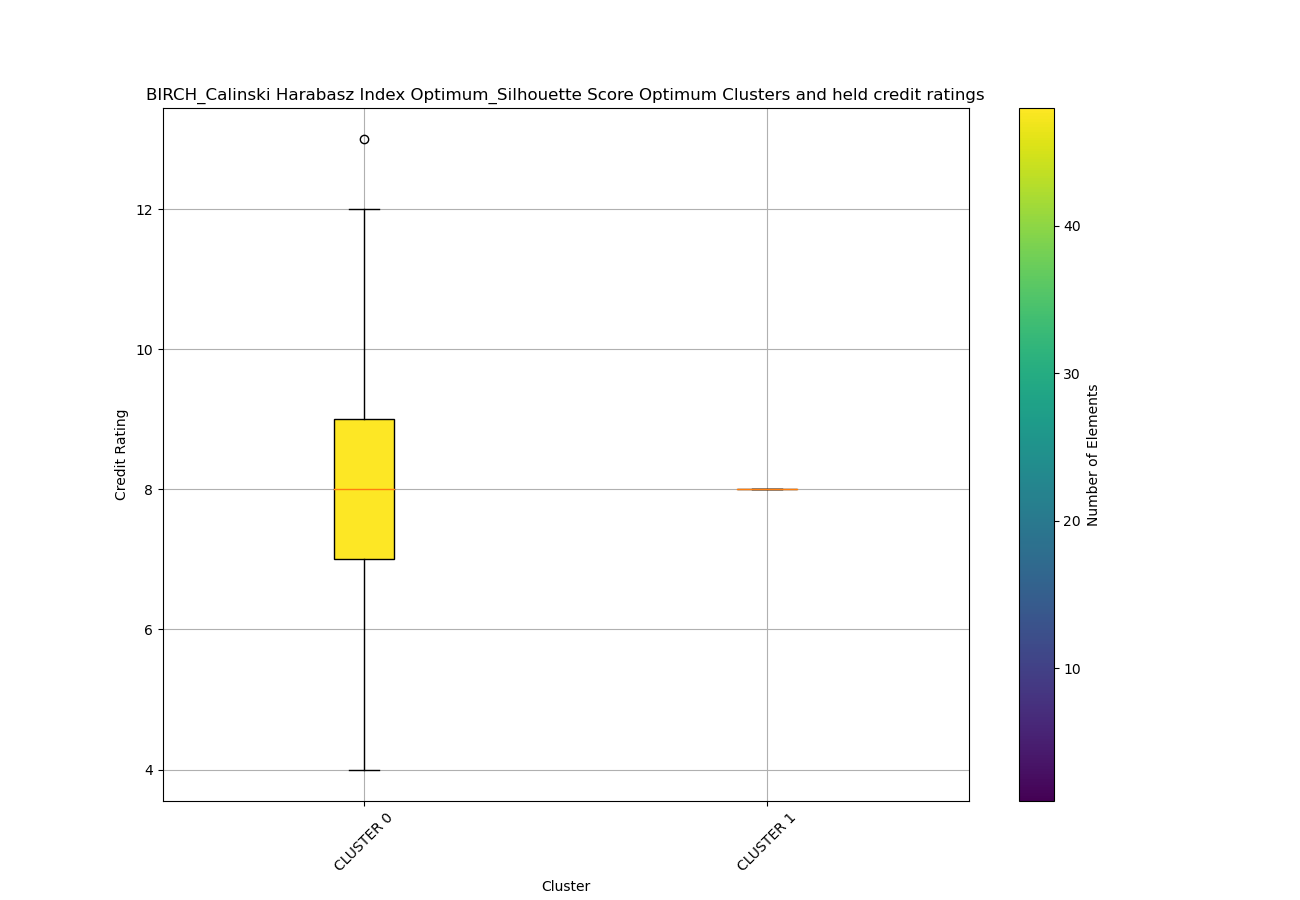 BIRCH_Calinski Harabasz Index Optimum_Silhouette Score Optimum Clusters and held credit ratings
12
10
8
6
4
Credit Rating
CLUSTER 0
CLUSTER 1
Cluster
40
30
20
10
Number of Elements